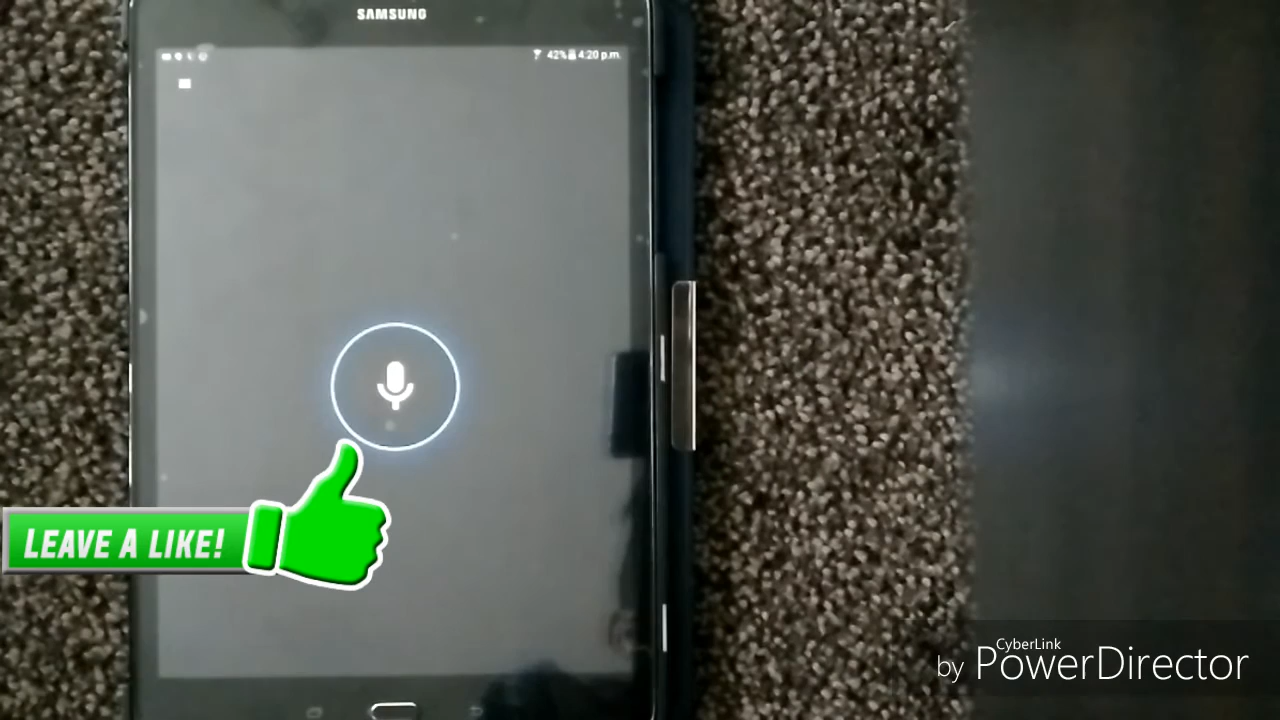 SAMSUNG
42% 4:20 p.m.
LEAVE A LIKE!
CyberLink
by PowerDirector